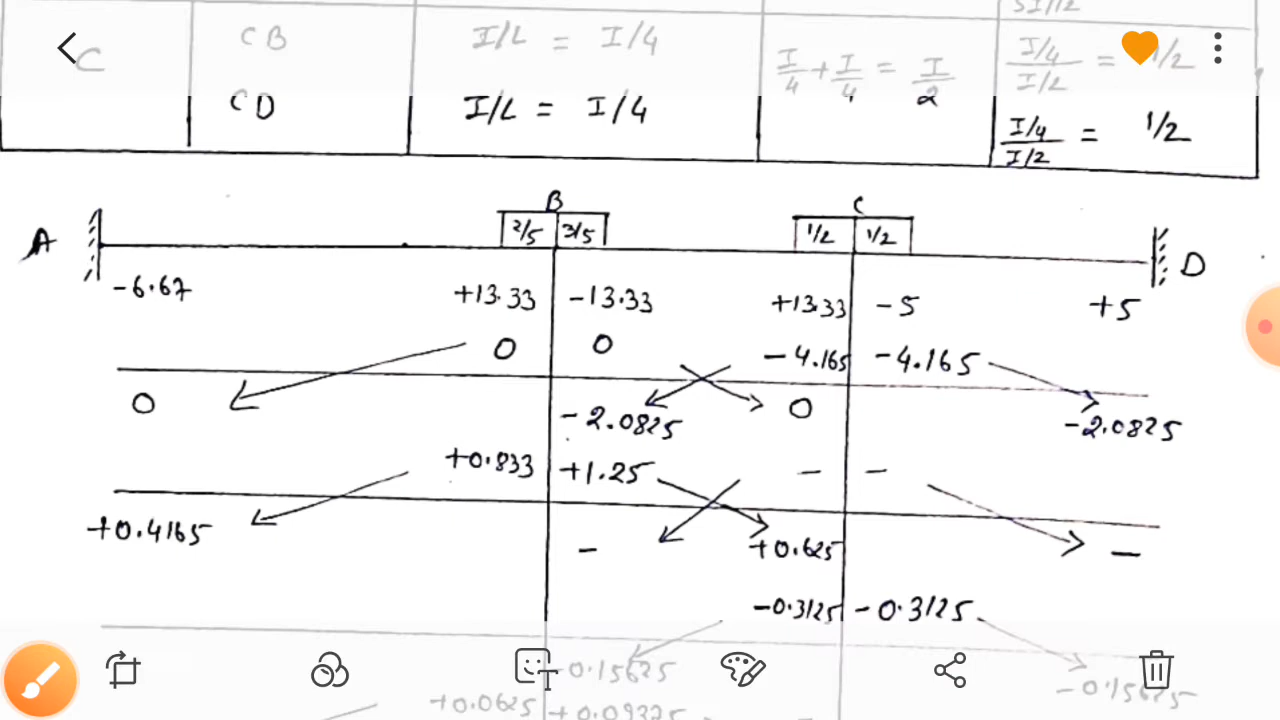 5I/12
C CB I/L = I/4 I/4 + I/4 = I/2 I/4 / I/2 = 1/2
CD I/L = I/4 I/4 / I/2 = 1/2
B C
A 2/5 3/5 1/2 1/2 D
-6.67 +13.33 -13.33 +13.33 -5 +5
0 0 -4.165 -4.165
0 -2.0825 0 -2.0825
+0.833 +1.25 - -
+0.4165 - +0.625 -
-0.3125 -0.3125
-0.15625 -0.15625
+0.0625 +0.09375